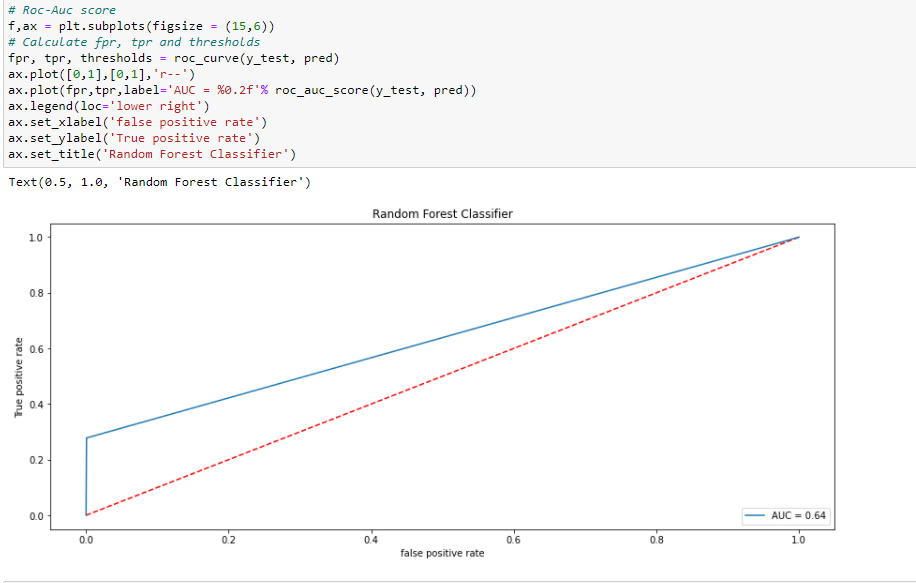 # Roc-Auc score
f,ax = plt.subplots(figsize = (15,6))
# Calculate fpr, tpr and thresholds
fpr, tpr, thresholds = roc_curve(y_test, pred)
ax.plot([0,1],[0,1],'r--')
ax.plot(fpr,tpr,label='AUC = %0.2f'% roc_auc_score(y_test, pred))
ax.legend(loc='lower right')
ax.set_xlabel('false positive rate')
ax.set_ylabel('True positive rate')
ax.set_title('Random Forest Classifier')
Text(0.5, 1.0, 'Random Forest Classifier')
Random Forest Classifier
True positive rate
1.0
0.8
0.6
0.4
0.2
0.0
AUC = 0.64
0.0 0.2 0.4 0.6 0.8 1.0
false positive rate